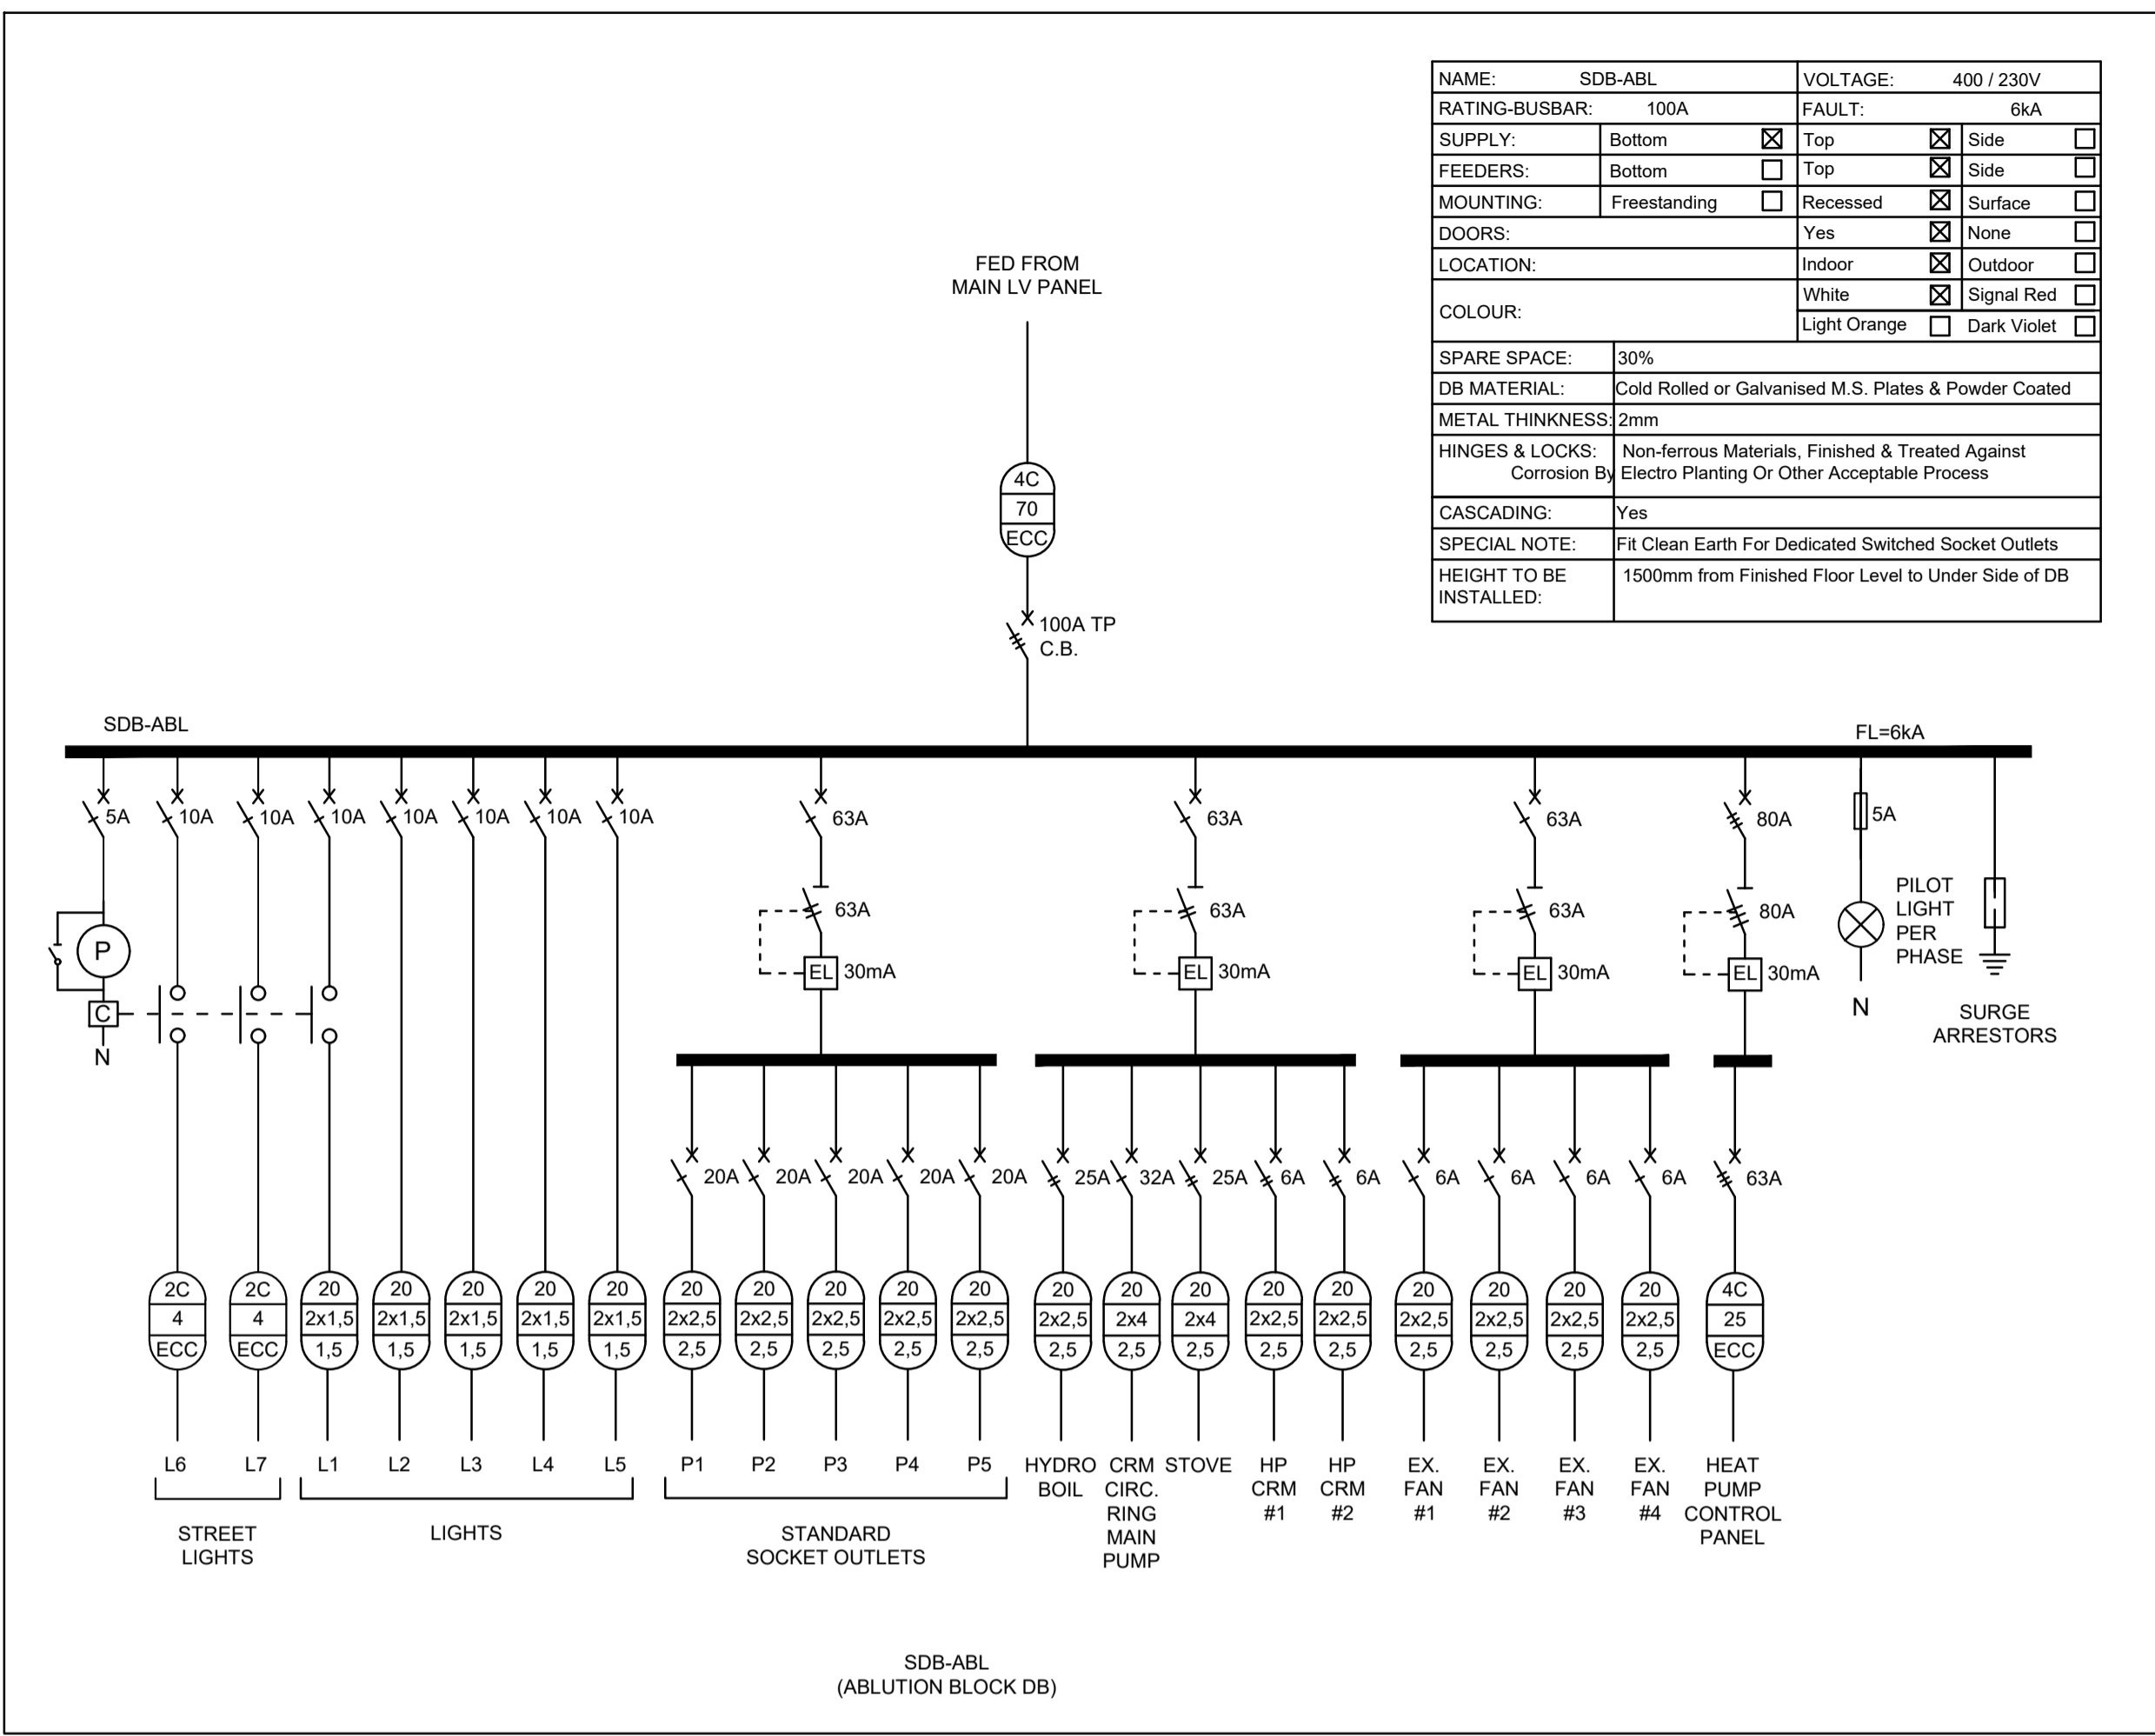 NAME: SDB-ABL VOLTAGE: 400 / 230V
RATING-BUSBAR: 100A FAULT: 6kA
SUPPLY: Bottom Top Side
FEEDERS: Bottom Top Side
MOUNTING: Freestanding Recessed Surface
DOORS: Yes None
LOCATION: Indoor Outdoor
COLOUR: White Signal Red
Light Orange Dark Violet
SPARE SPACE: 30%
DB MATERIAL: Cold Rolled or Galvanised M.S. Plates & Powder Coated
METAL THINKNESS: 2mm
HINGES & LOCKS: Non-ferrous Materials, Finished & Treated Against
Corrosion By Electro Planting Or Other Acceptable Process
CASCADING: Yes
SPECIAL NOTE: Fit Clean Earth For Dedicated Switched Socket Outlets
HEIGHT TO BE 1500mm from Finished Floor Level to Under Side of DB
INSTALLED:
FED FROM
MAIN LV PANEL
4C
70
ECC
100A TP
C.B.
SDB-ABL FL=6kA
5A 10A 10A 10A 10A 10A 10A 10A 63A 63A 63A 80A 5A
63A 63A 63A 80A
PILOT
LIGHT
PER
PHASE
P
EL 30mA EL 30mA EL 30mA EL 30mA
C
N
N
SURGE
ARRESTORS
20A 20A 20A 20A 20A 25A 32A 25A 6A 6A 6A 6A 6A 6A 63A
2C 2C 20 20 20 20 20 20 20 20 20 20 20 20 20 20 20 20 20 20 20 4C
4 4 2x1,5 2x1,5 2x1,5 2x1,5 2x1,5 2x2,5 2x2,5 2x2,5 2x2,5 2x2,5 2x2,5 2x4 2x4 2x2,5 2x2,5 2x2,5 2x2,5 2x2,5 2x2,5 25
ECC ECC 1,5 1,5 1,5 1,5 1,5 2,5 2,5 2,5 2,5 2,5 2,5 2,5 2,5 2,5 2,5 2,5 2,5 2,5 2,5 ECC
L6 L7 L1 L2 L3 L4 L5 P1 P2 P3 P4 P5
HYDRO
BOIL
CRM
CIRC.
RING
MAIN
PUMP
STOVE
HP
CRM
#1
HP
CRM
#2
EX.
FAN
#1
EX.
FAN
#2
EX.
FAN
#3
EX.
FAN
#4
HEAT
PUMP
CONTROL
PANEL
STREET
LIGHTS
LIGHTS
STANDARD
SOCKET OUTLETS
SDB-ABL
(ABLUTION BLOCK DB)